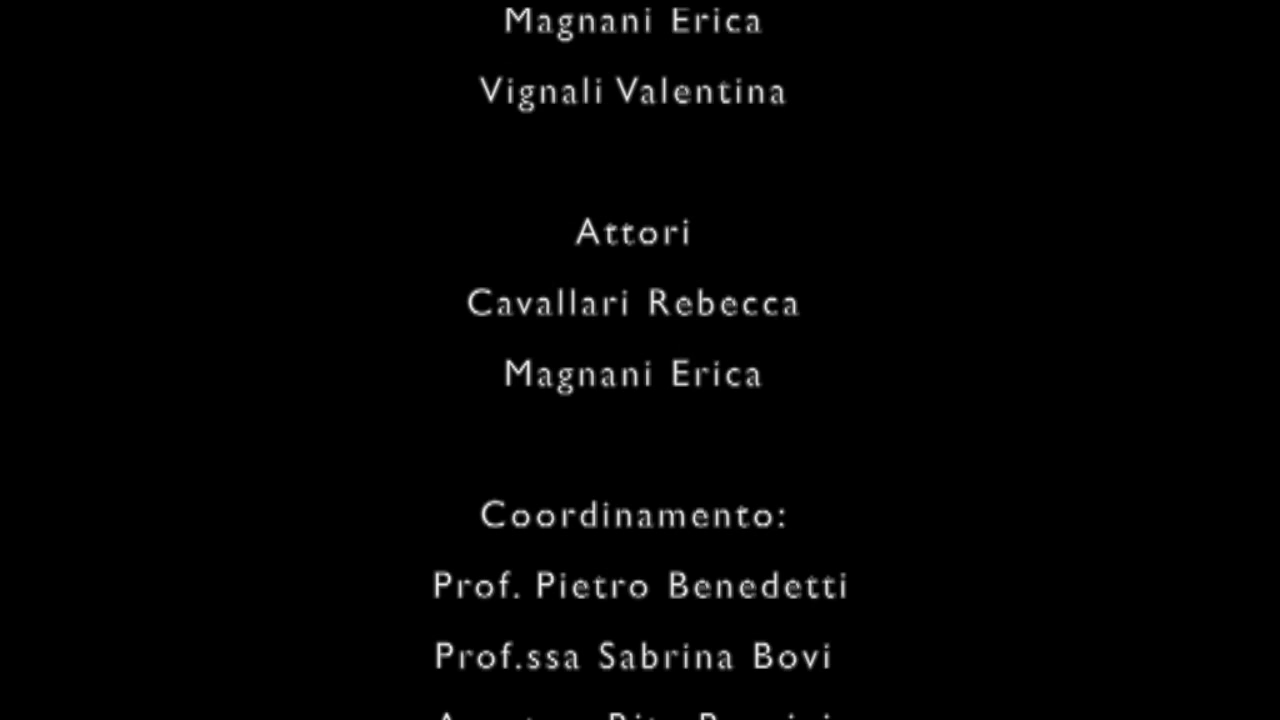 Magnani Erica
Vignali Valentina
Attori
Cavallari Rebecca
Magnani Erica
Coordinamento:
Prof. Pietro Benedetti
Prof.ssa Sabrina Bovi